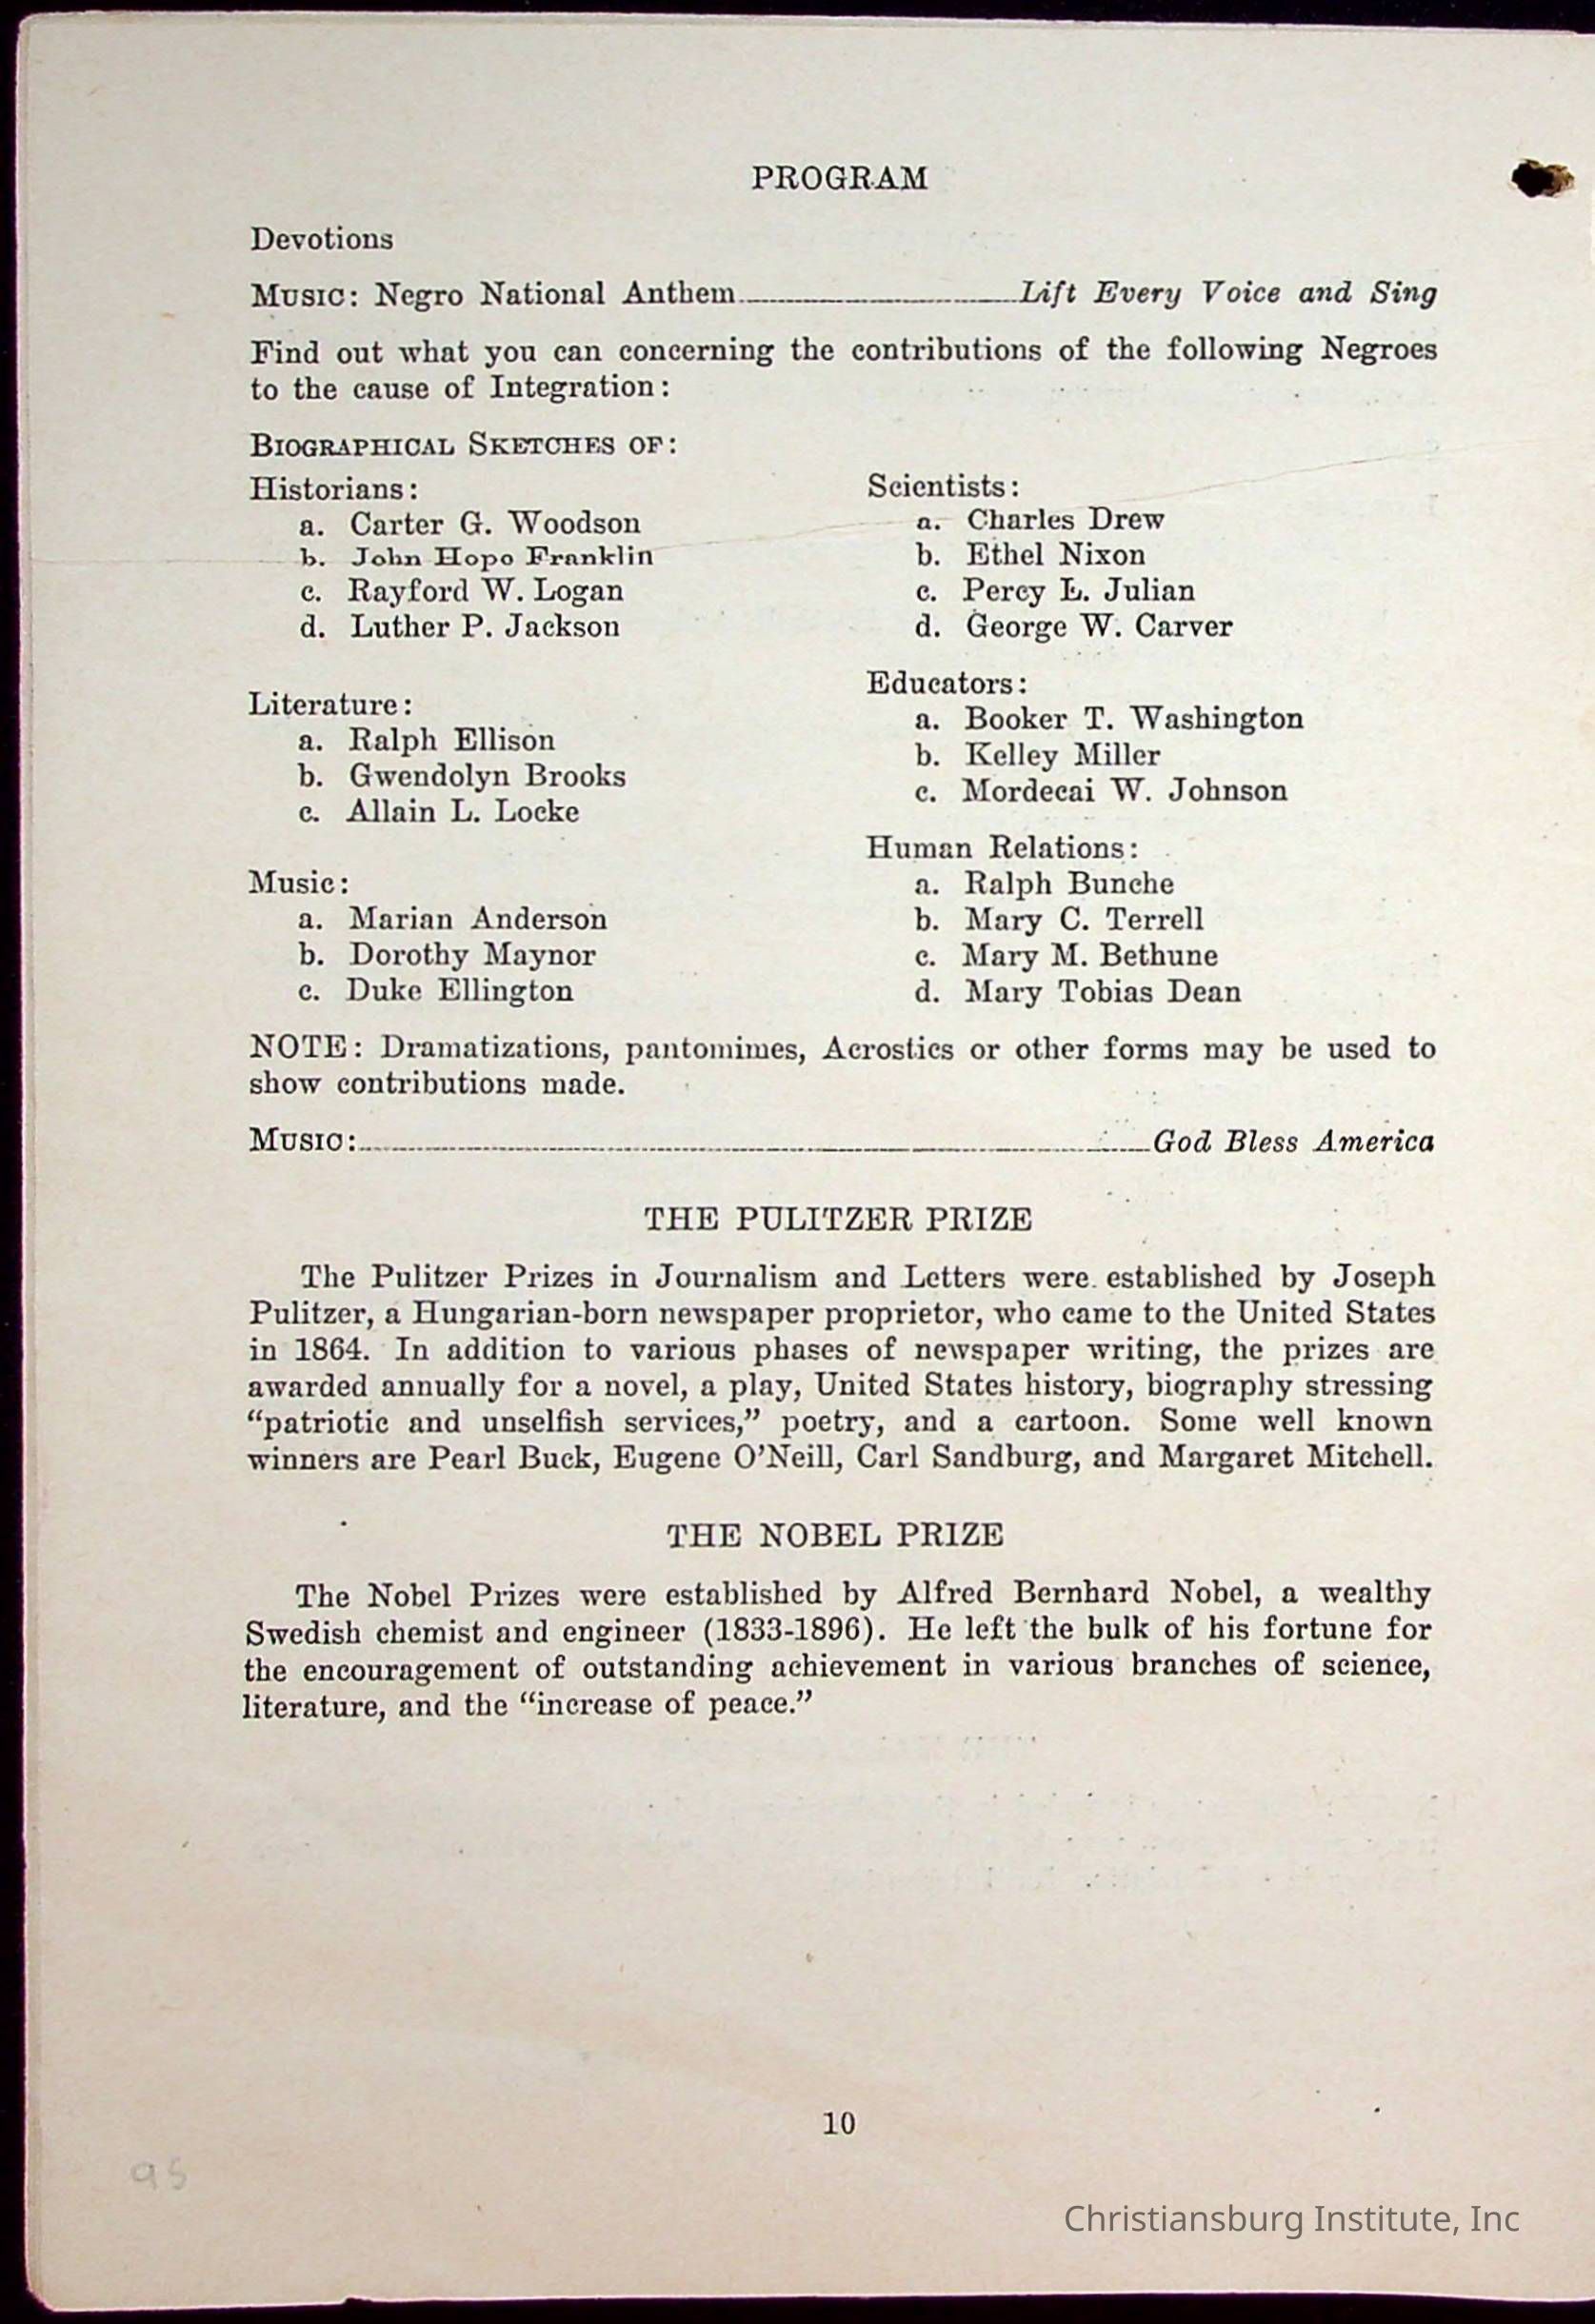 PROGRAM
Devotions
MUSIC: Negro National Anthem Lift Every Voice and Sing
Find out what you can concerning the contributions of the following Negroes
to the cause of Integration:
BIOGRAPHICAL SKETCHES OF:
Historians:
a. Carter G. Woodson
b. John Hope Franklin
c. Rayford W. Logan
d. Luther P. Jackson
Literature:
a. Ralph Ellison
b. Gwendolyn Brooks
c. Allain L. Locke
Music:
a. Marian Anderson
b. Dorothy Maynor
c. Duke Ellington
Scientists:
a. Charles Drew
b. Ethel Nixon
c. Percy L. Julian
d. George W. Carver
Educators:
a. Booker T. Washington
b. Kelley Miller
c. Mordecai W. Johnson
Human Relations:
a. Ralph Bunche
b. Mary C. Terrell
c. Mary M. Bethune
d. Mary Tobias Dean
NOTE: Dramatizations, pantomimes, Acrostics or other forms may be used to
show contributions made.
MUSIC: God Bless America
THE PULITZER PRIZE
The Pulitzer Prizes in Journalism and Letters were established by Joseph
Pulitzer, a Hungarian-born newspaper proprietor, who came to the United States
in 1864. In addition to various phases of newspaper writing, the prizes are
awarded annually for a novel, a play, United States history, biography stressing
“patriotic and unselfish services,” poetry, and a cartoon. Some well known
winners are Pearl Buck, Eugene O’Neill, Carl Sandburg, and Margaret Mitchell.
THE NOBEL PRIZE
The Nobel Prizes were established by Alfred Bernhard Nobel, a wealthy
Swedish chemist and engineer (1833-1896). He left the bulk of his fortune for
the encouragement of outstanding achievement in various branches of science,
literature, and the “increase of peace.”
10
95
Christiansburg Institute, Inc